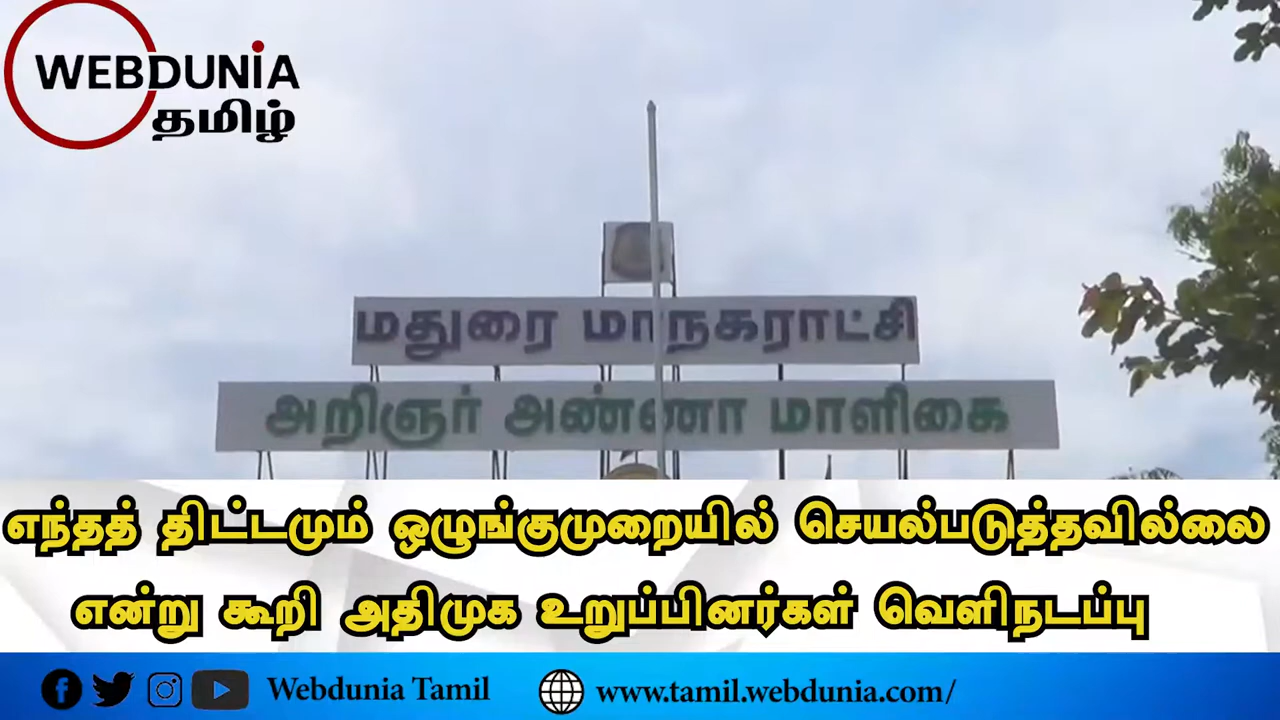 WEBDUNIA
தமிழ்
மதுரை மாநகராட்சி
அறிஞர் அண்ணா மாளிகை
எந்தத் திட்டமும் ஒழுங்குமுறையில் செயல்படுத்தவில்லை
என்று கூறி அதிமுக உறுப்பினர்கள் வெளிநடப்பு
Webdunia Tamil www.tamil.webdunia.com/